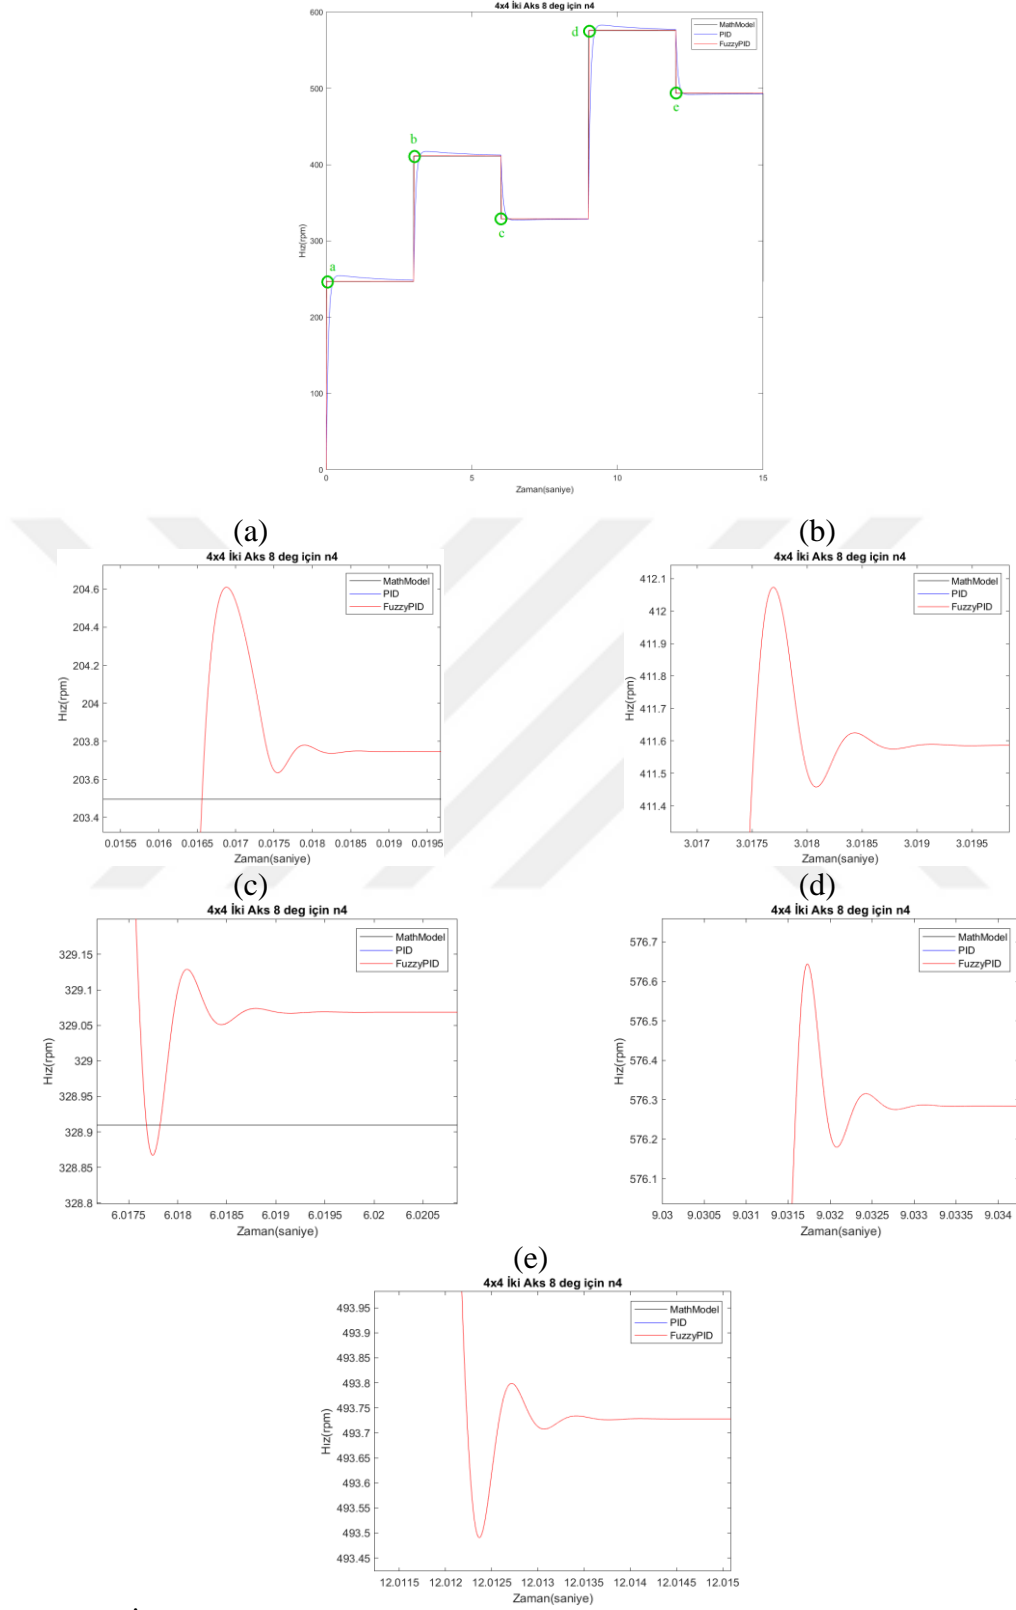 4x4 İki Aks 8 deg için n4
MathModel
PID
FuzzyPID
600
500
400
300
200
100
0
0 5 10 15
Hız(rpm)
Zaman(saniye)
a
b
c
d
e
(a) (b)
4x4 İki Aks 8 deg için n4
MathModel
PID
FuzzyPID
204.6
204.4
204.2
204
203.8
203.6
203.4
Hız(rpm)
0.0155 0.016 0.0165 0.017 0.0175 0.018 0.0185 0.019 0.0195
Zaman(saniye)
4x4 İki Aks 8 deg için n4
MathModel
PID
FuzzyPID
412.1
412
411.9
411.8
411.7
411.6
411.5
411.4
Hız(rpm)
3.017 3.0175 3.018 3.0185 3.019 3.0195
Zaman(saniye)
(c) (d)
4x4 İki Aks 8 deg için n4
MathModel
PID
FuzzyPID
329.15
329.1
329.05
329
328.95
328.9
328.85
328.8
Hız(rpm)
6.0175 6.018 6.0185 6.019 6.0195 6.02 6.0205
Zaman(saniye)
4x4 İki Aks 8 deg için n4
MathModel
PID
FuzzyPID
576.7
576.6
576.5
576.4
576.3
576.2
576.1
Hız(rpm)
9.03 9.0305 9.031 9.0315 9.032 9.0325 9.033 9.0335 9.034
Zaman(saniye)
(e)
4x4 İki Aks 8 deg için n4
MathModel
PID
FuzzyPID
493.95
493.9
493.85
493.8
493.75
493.7
493.65
493.6
493.55
493.5
493.45
Hız(rpm)
12.0115 12.012 12.0125 12.013 12.0135 12.014 12.0145 12.015
Zaman(saniye)